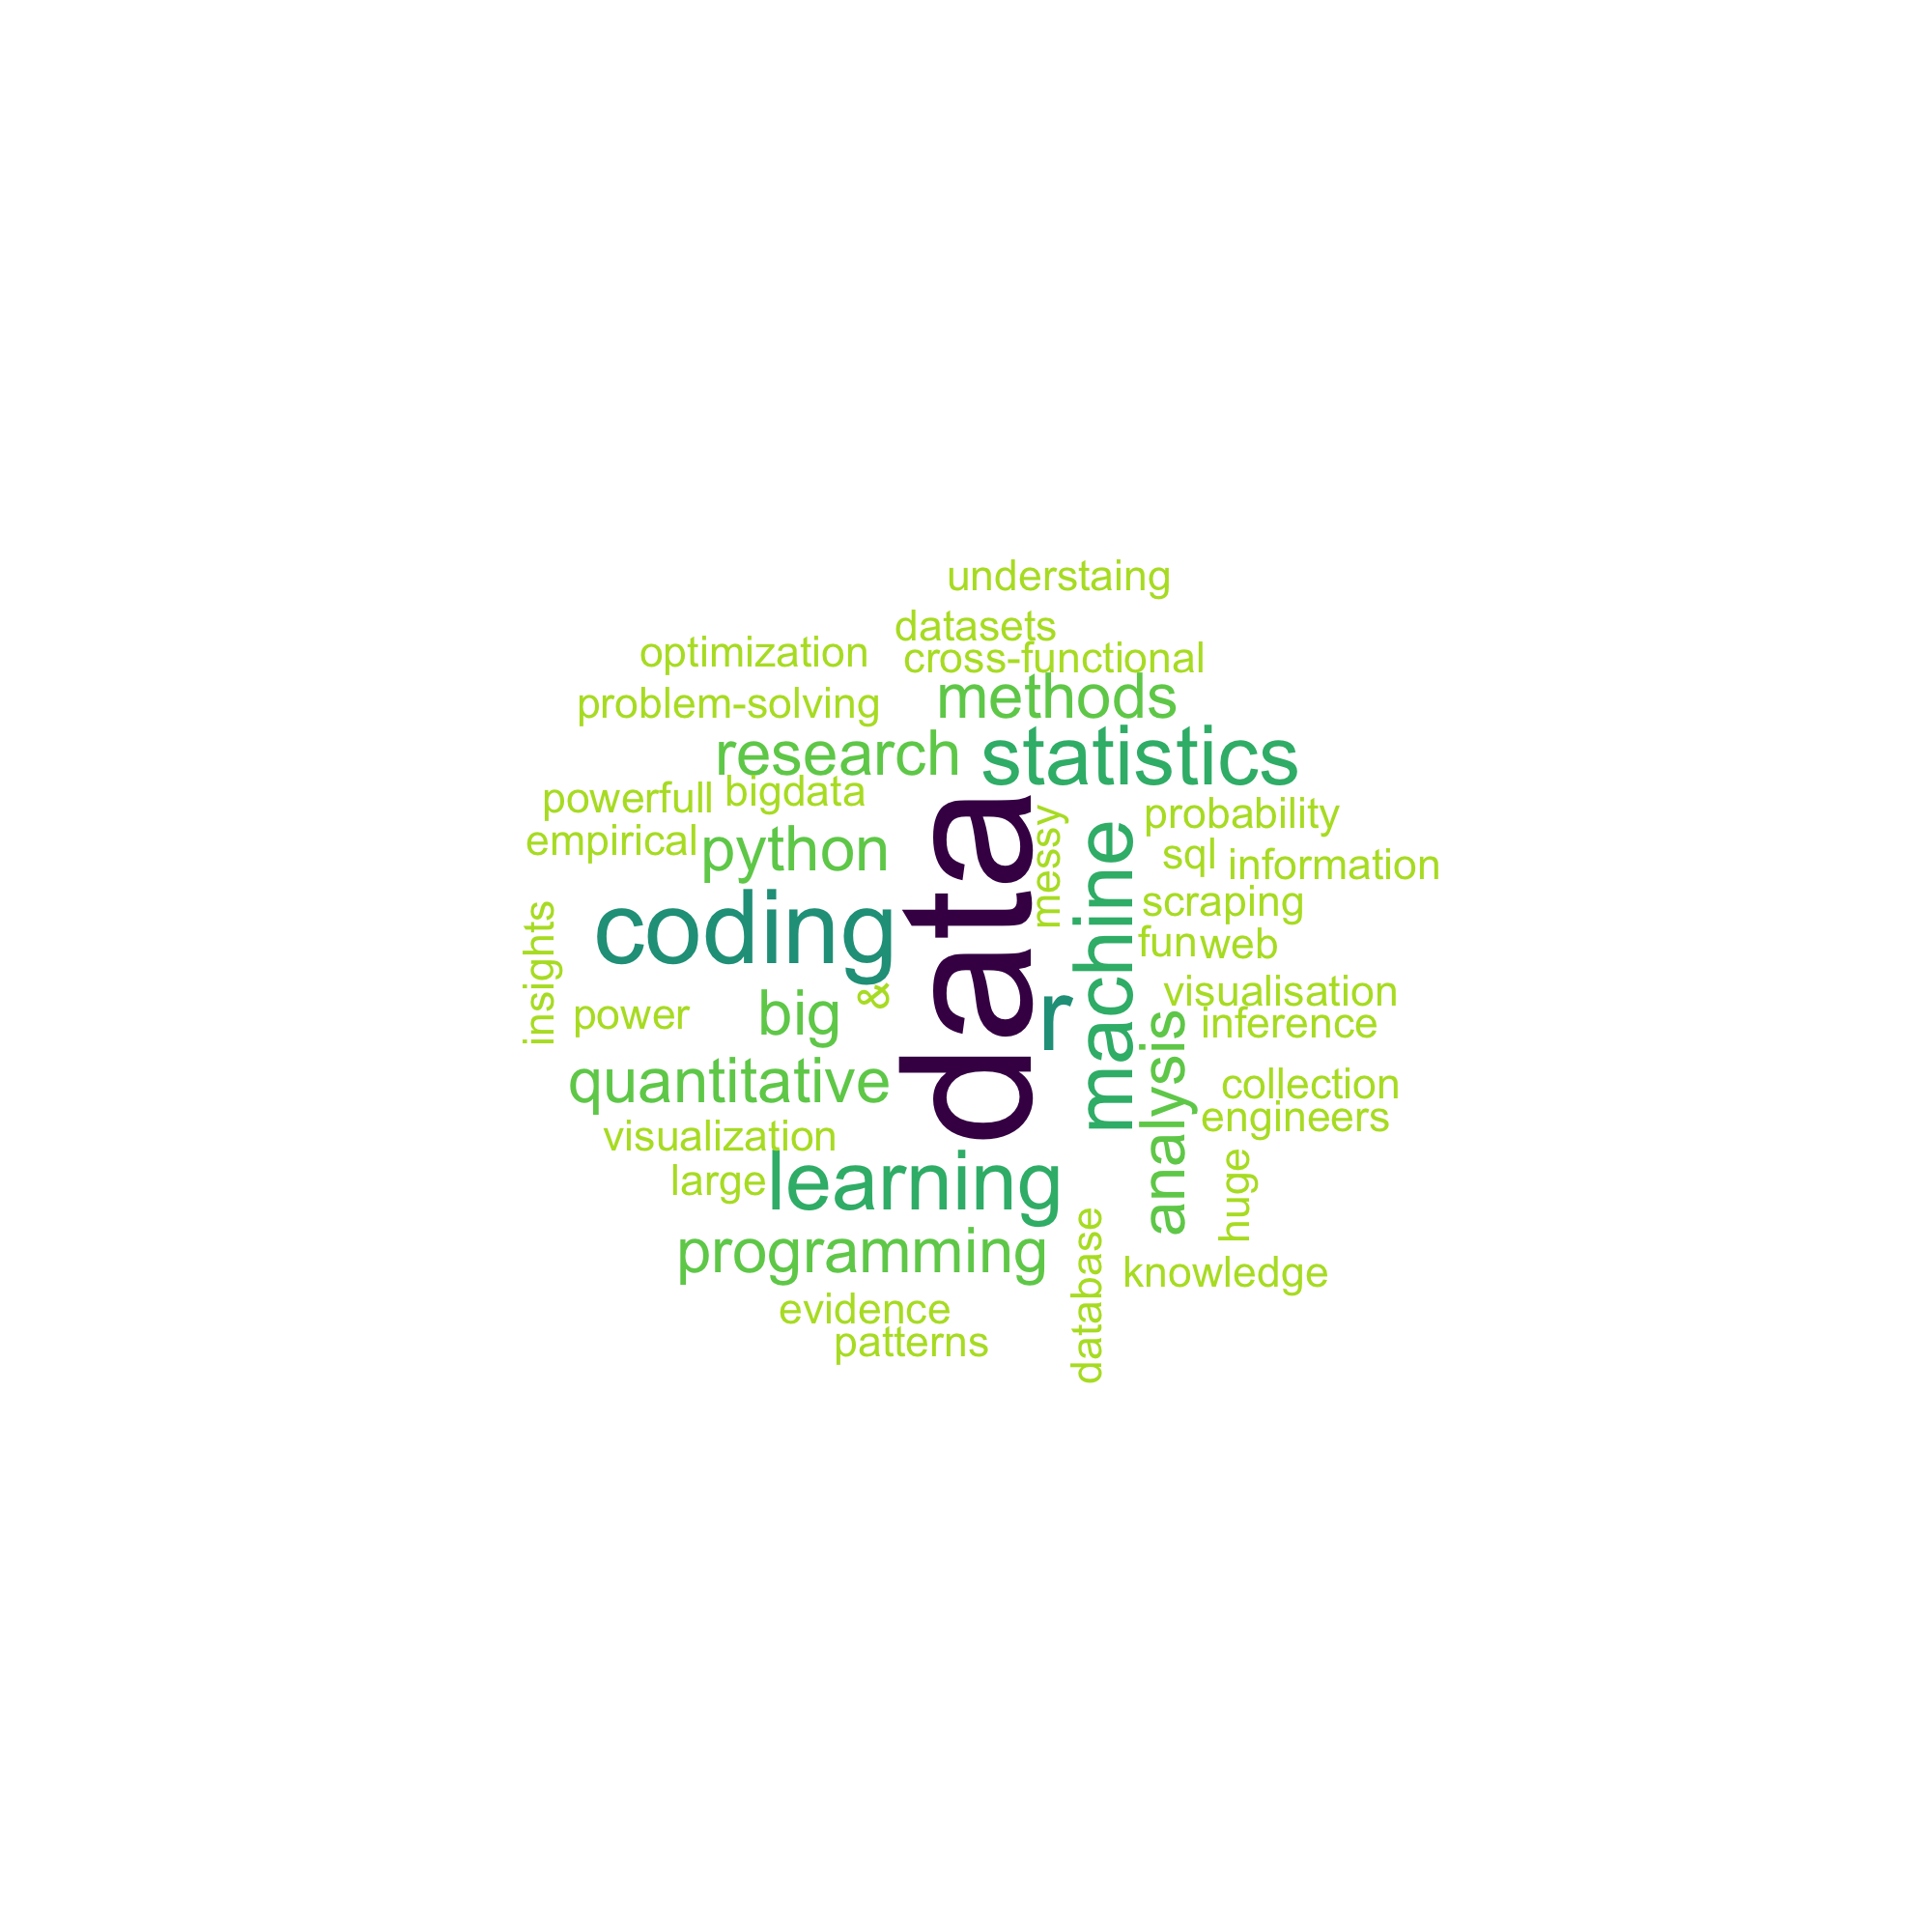 understaing
datasets
optimization
cross-functional
problem-solving
methods
research
statistics
powerfull
bigdata
probability
empirical
python
messy
sql
information
scraping
coding
data
machine
fun
web
insights
power
big
&
r
visualisation
inference
quantitative
analysis
collection
engineers
visualization
large
learning
huge
programming
database
knowledge
evidence
patterns